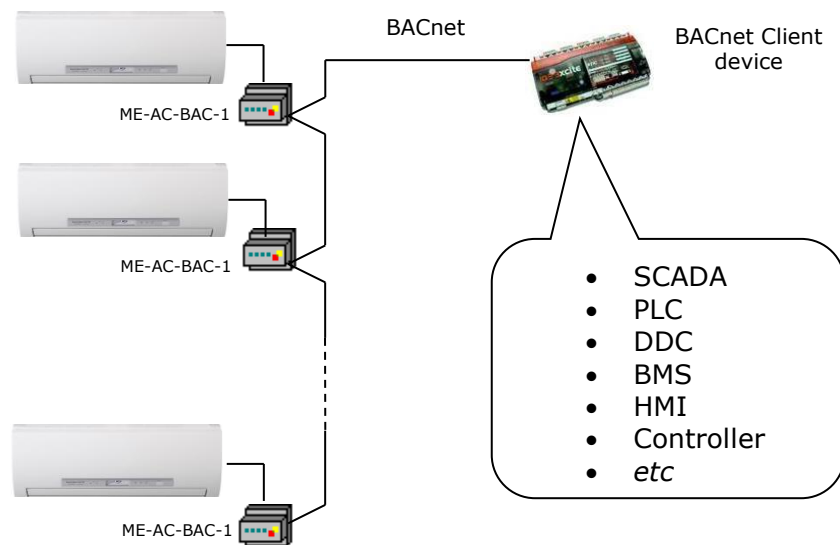 BACnet
BACnet Client
device
xcite
ME-AC-BAC-1
ME-AC-BAC-1
• SCADA
• PLC
• DDC
• BMS
• HMI
• Controller
• etc
ME-AC-BAC-1